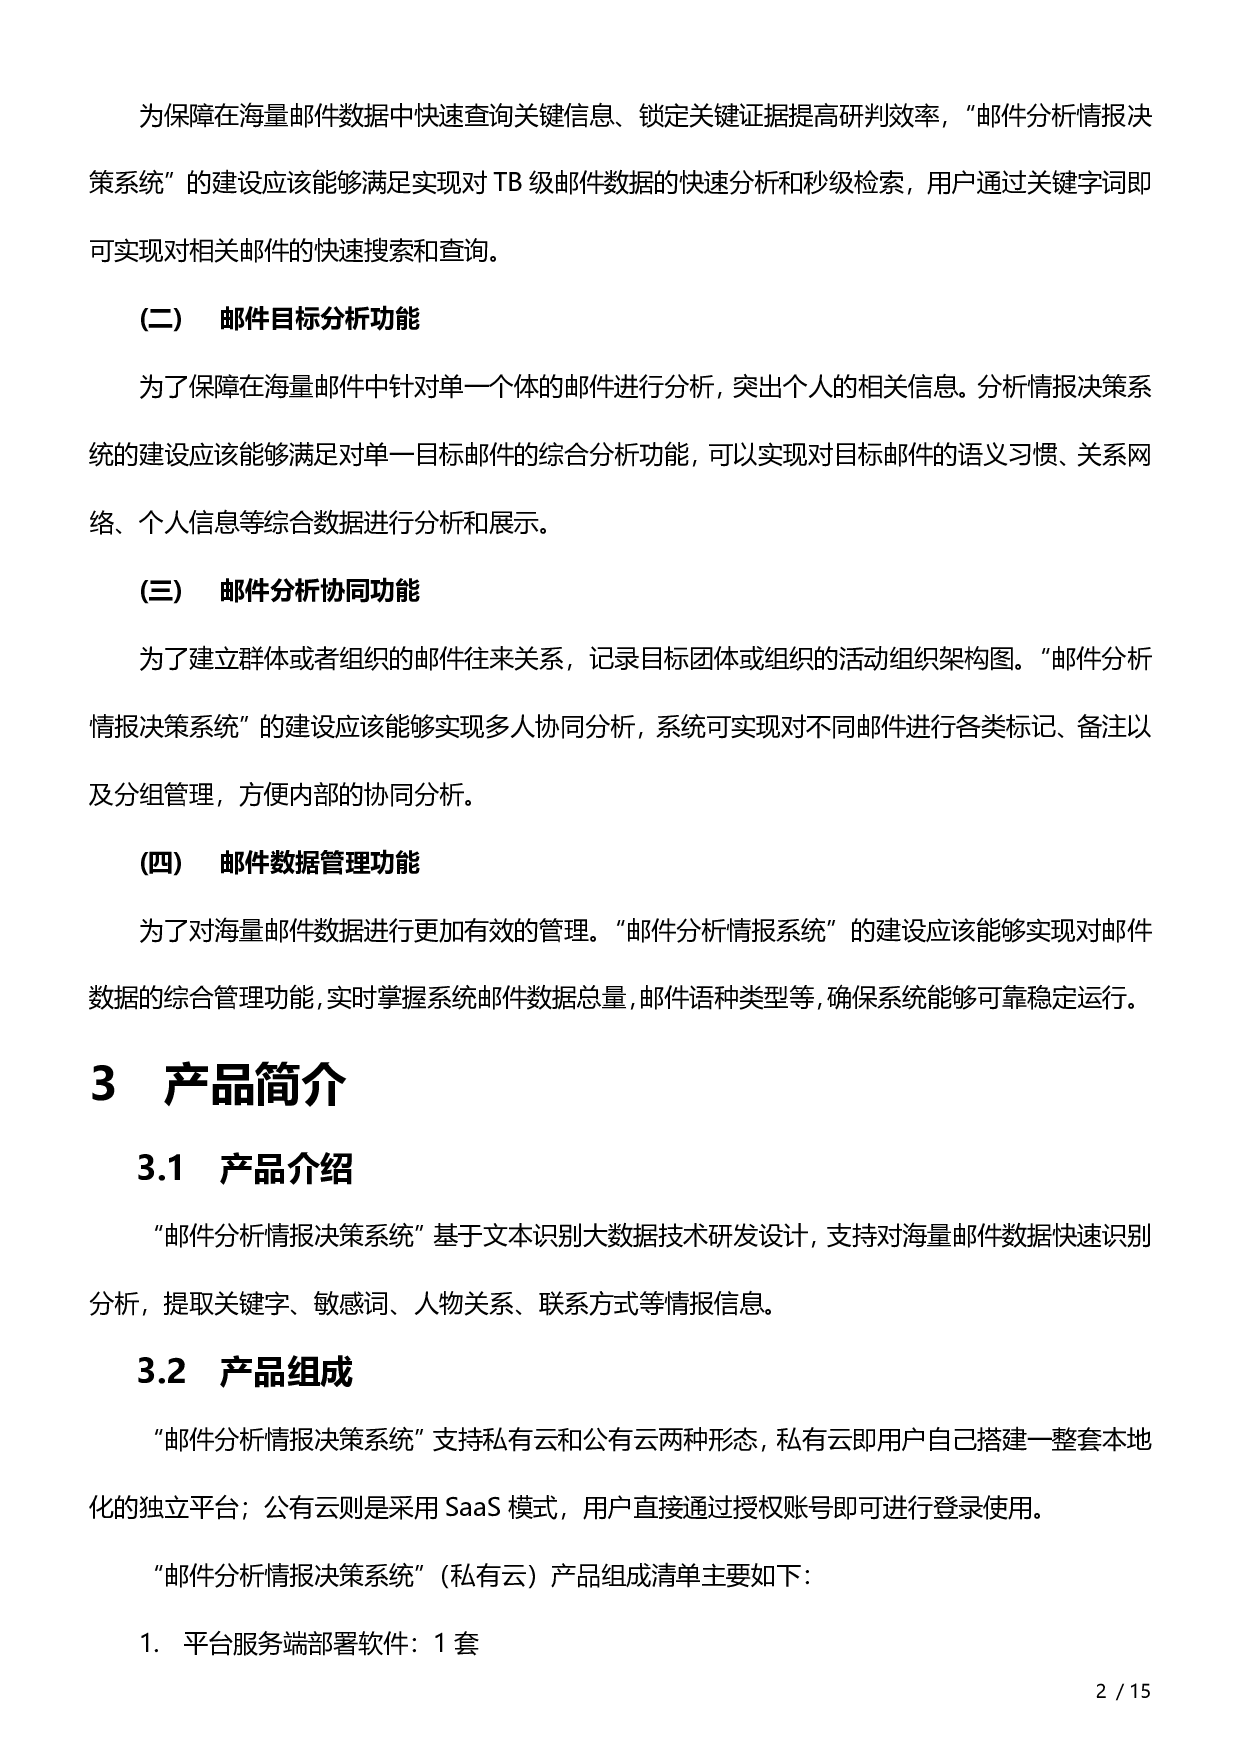 为保障在海量邮件数据中快速查询关键信息、锁定关键证据提高研判效率，“邮件分析情报决
策系统”的建设应该能够满足实现对 TB 级邮件数据的快速分析和秒级检索，用户通过关键字词即
可实现对相关邮件的快速搜索和查询。
(二) 邮件目标分析功能
为了保障在海量邮件中针对单一个体的邮件进行分析，突出个人的相关信息。分析情报决策系
统的建设应该能够满足对单一目标邮件的综合分析功能，可以实现对目标邮件的语义习惯、关系网
络、个人信息等综合数据进行分析和展示。
(三) 邮件分析协同功能
为了建立群体或者组织的邮件往来关系，记录目标团体或组织的活动组织架构图。“邮件分析
情报决策系统”的建设应该能够实现多人协同分析，系统可实现对不同邮件进行各类标记、备注以
及分组管理，方便内部的协同分析。
(四) 邮件数据管理功能
为了对海量邮件数据进行更加有效的管理。“邮件分析情报系统”的建设应该能够实现对邮件
数据的综合管理功能，实时掌握系统邮件数据总量，邮件语种类型等，确保系统能够可靠稳定运行。
3 产品简介
3.1 产品介绍
“邮件分析情报决策系统”基于文本识别大数据技术研发设计，支持对海量邮件数据快速识别
分析，提取关键字、敏感词、人物关系、联系方式等情报信息。
3.2 产品组成
“邮件分析情报决策系统”支持私有云和公有云两种形态，私有云即用户自己搭建一整套本地
化的独立平台；公有云则是采用 SaaS 模式，用户直接通过授权账号即可进行登录使用。
“邮件分析情报决策系统”（私有云）产品组成清单主要如下：
1. 平台服务端部署软件：1 套
2 / 15